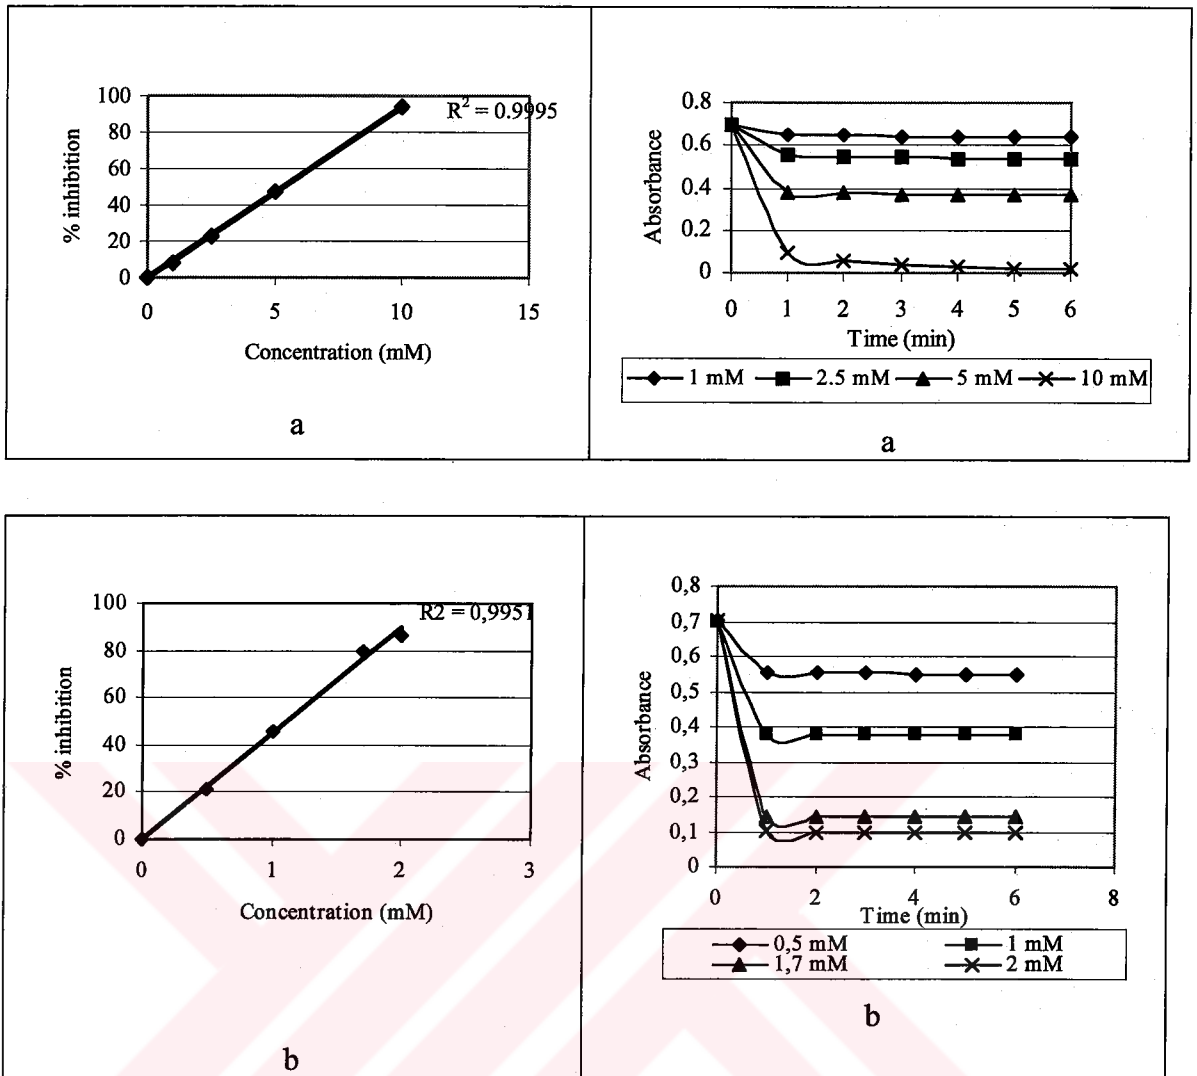 100
80
60
40
20
0
% inhibition
R² = 0.9995
0 5 10 15
Concentration (mM)
a
0.8
0.6
0.4
0.2
0
Absorbance
0 1 2 3 4 5 6
Time (min)
1 mM 2.5 mM 5 mM 10 mM
a
100
80
60
40
20
0
% inhibition
R2 = 0,9951
0 1 2 3
Concentration (mM)
b
0,8
0,7
0,6
0,5
0,4
0,3
0,2
0,1
0
Absorbance
0 2 4 6 8
Time (min)
0,5 mM 1 mM
1,7 mM 2 mM
b